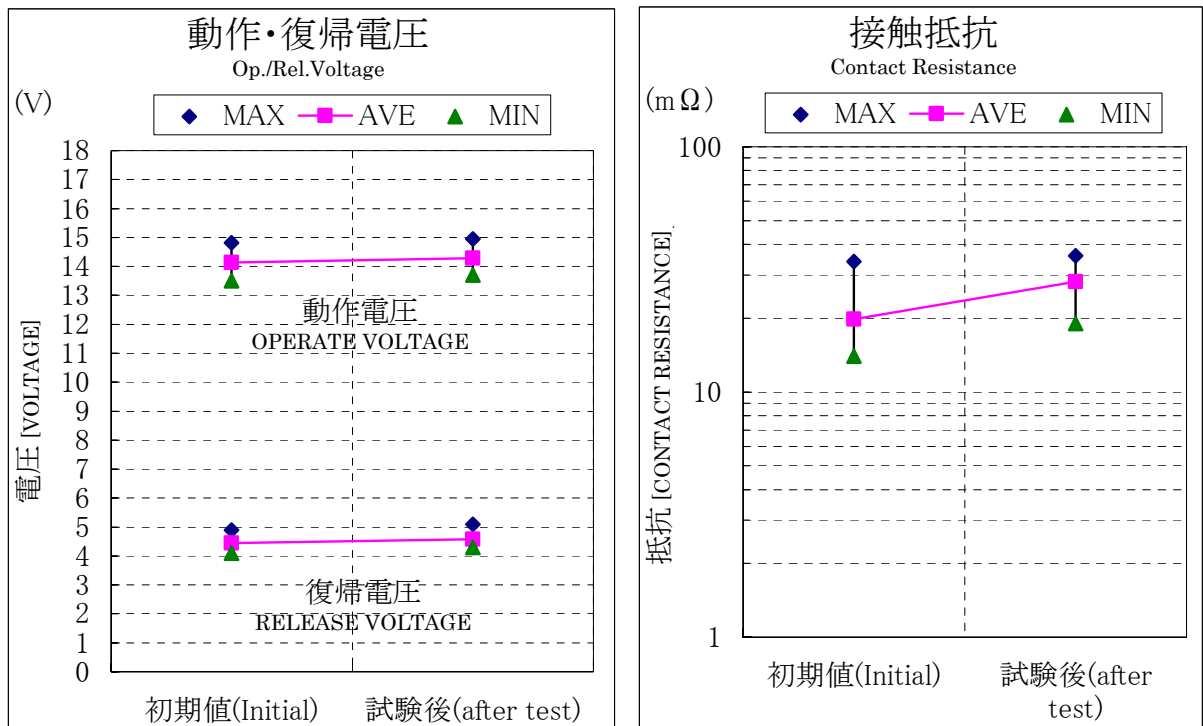 動作・復帰電圧
Op./Rel.Voltage
(V)
MAX AVE MIN
18
17
16
15
14
13
12
11
10
9
8
7
6
5
4
3
2
1
0
電圧 [VOLTAGE]
動作電圧
OPERATE VOLTAGE
復帰電圧
RELEASE VOLTAGE
初期値(Initial) 試験後(after test)
接触抵抗
Contact Resistance
(mΩ)
MAX AVE MIN
100
10
1
抵抗 [CONTACT RESISTANCE]
初期値(Initial) 試験後(after
test)